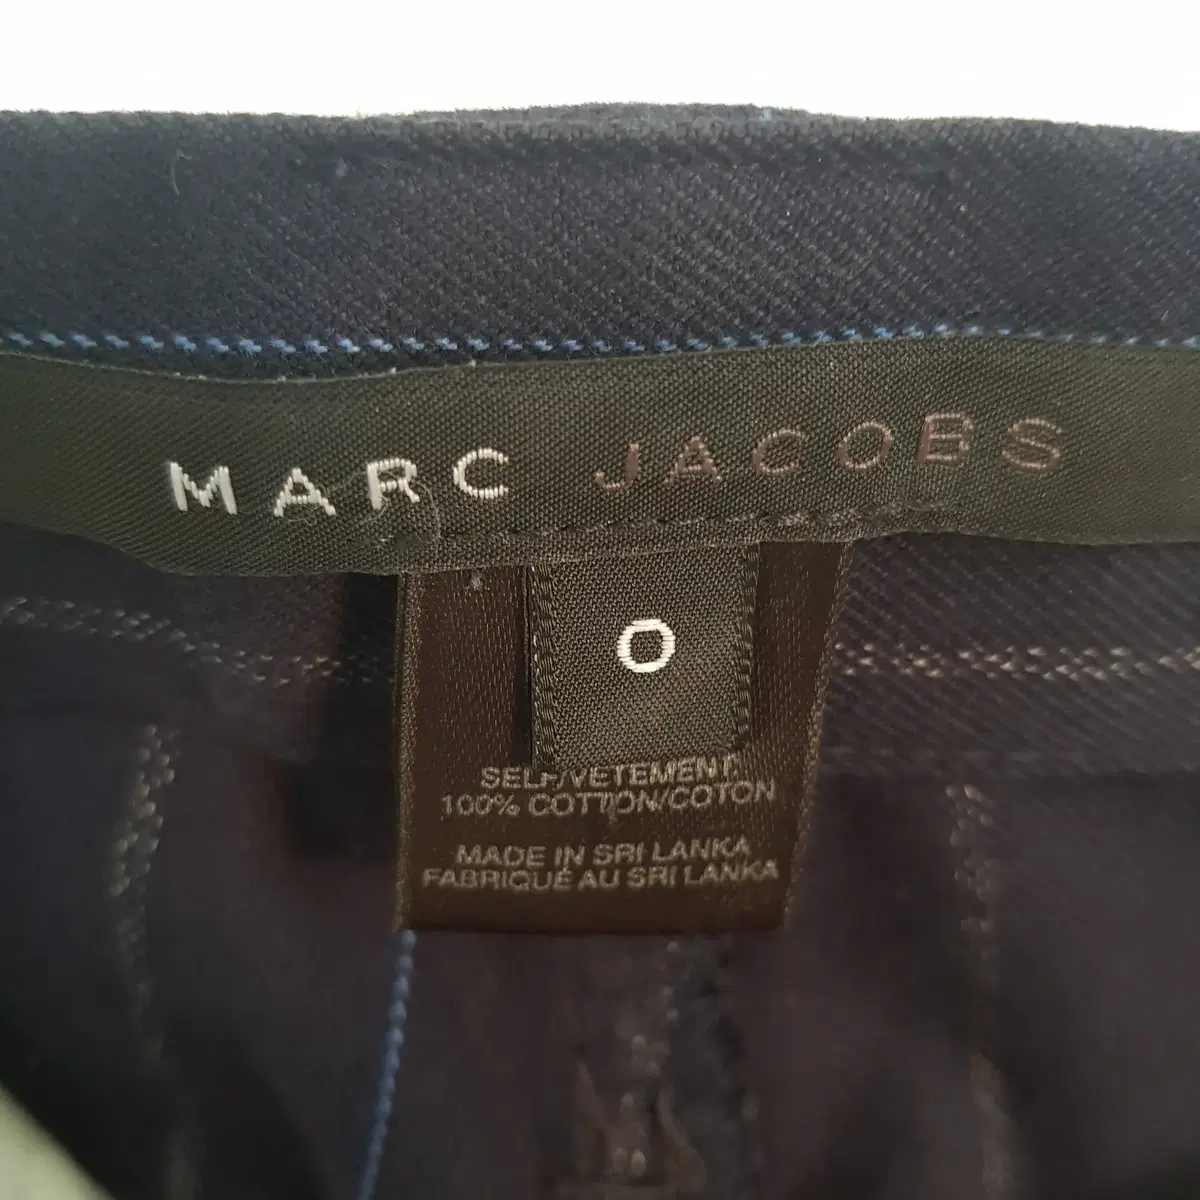 MARC JACOBS
0
SELF/VETEMENT:
100% COTTON/COTON
MADE IN SRI LANKA
FABRIQUÉ AU SRI LANKA